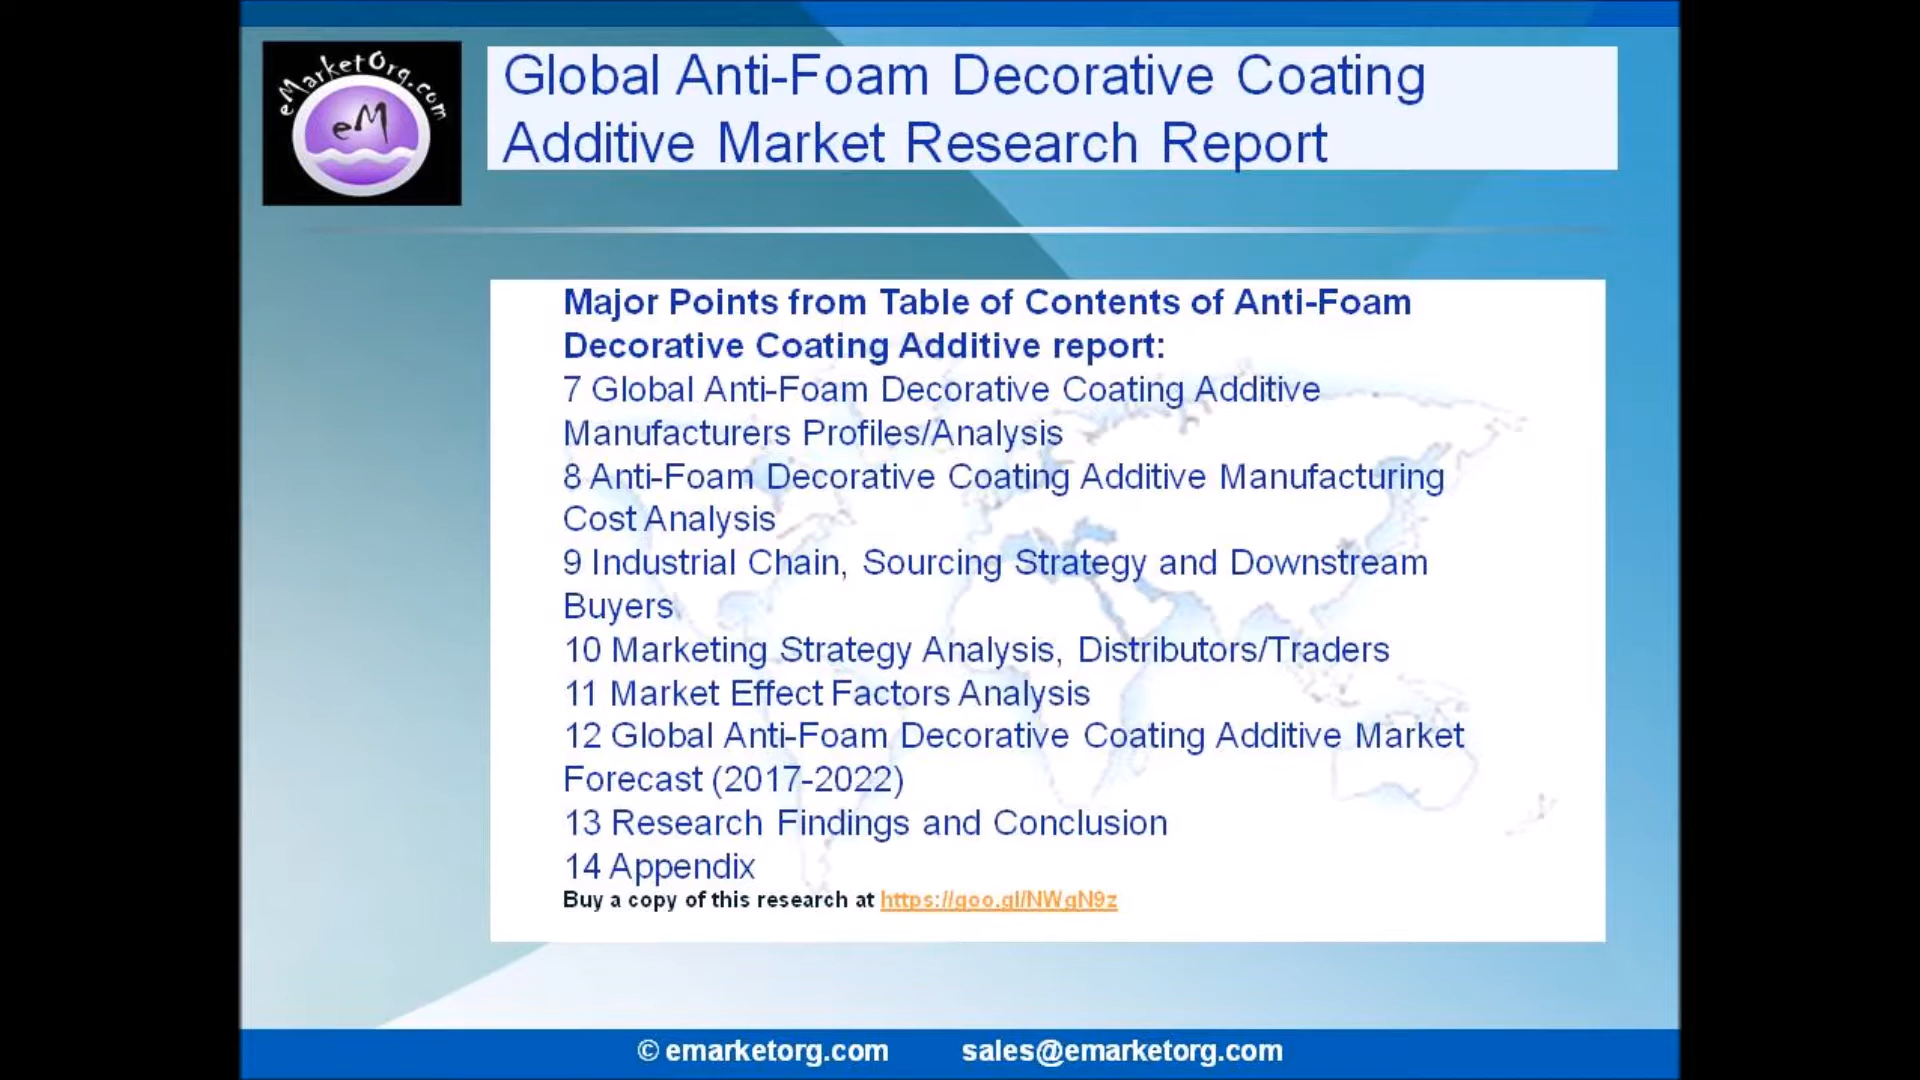 eMarketOrg.com
eM
Global Anti-Foam Decorative Coating
Additive Market Research Report
Major Points from Table of Contents of Anti-Foam
Decorative Coating Additive report:
7 Global Anti-Foam Decorative Coating Additive
Manufacturers Profiles/Analysis
8 Anti-Foam Decorative Coating Additive Manufacturing
Cost Analysis
9 Industrial Chain, Sourcing Strategy and Downstream
Buyers
10 Marketing Strategy Analysis, Distributors/Traders
11 Market Effect Factors Analysis
12 Global Anti-Foam Decorative Coating Additive Market
Forecast (2017-2022)
13 Research Findings and Conclusion
14 Appendix
Buy a copy of this research at https://goo.gl/NWgN9z
© emarketorg.com sales@emarketorg.com